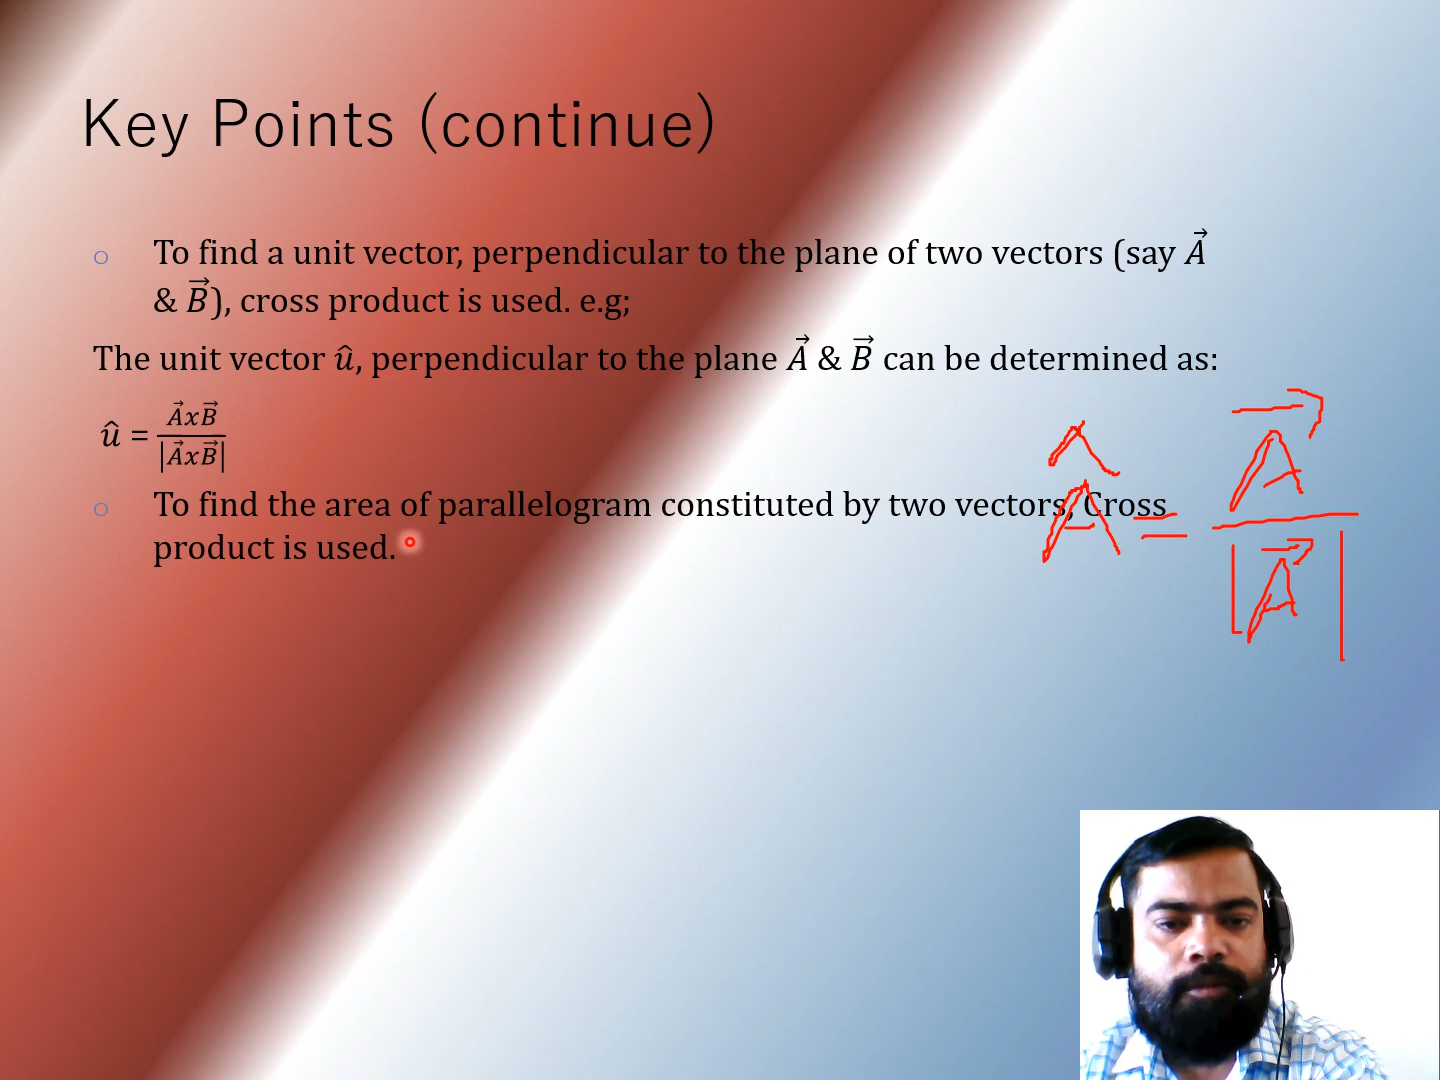 Key Points (continue)
○ To find a unit vector, perpendicular to the plane of two vectors (say A⃗
& B⃗), cross product is used. e.g;
The unit vector û, perpendicular to the plane A⃗ & B⃗ can be determined as:
û = A⃗xB⃗ / |A⃗xB⃗|
○ To find the area of parallelogram constituted by two vectors, Cross
product is used.
Â = A⃗ / |A⃗|